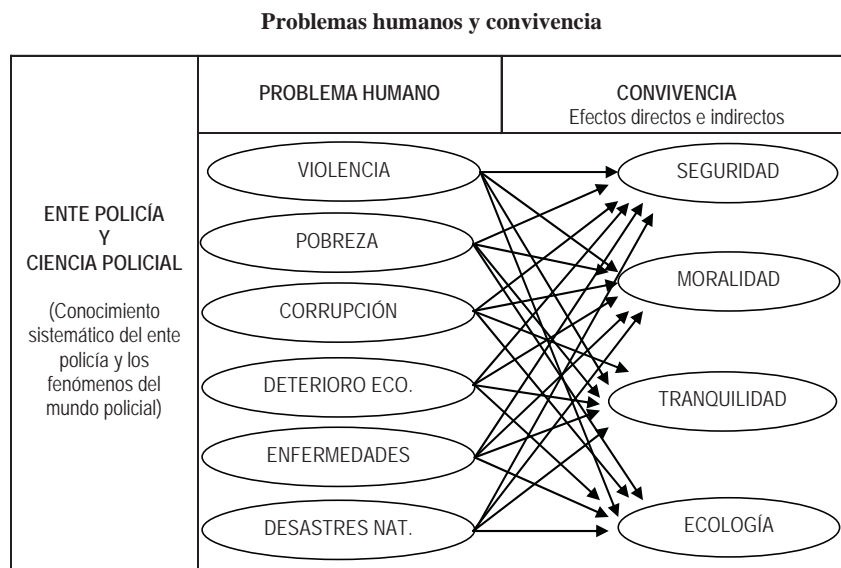 Problemas humanos y convivencia
PROBLEMA HUMANO
CONVIVENCIA
Efectos directos e indirectos
ENTE POLICÍA
Y
CIENCIA POLICIAL
(Conocimiento
sistemático del ente
policía y los
fenómenos del
mundo policial)
VIOLENCIA
POBREZA
CORRUPCIÓN
DETERIORO ECO.
ENFERMEDADES
DESASTRES NAT.
SEGURIDAD
MORALIDAD
TRANQUILIDAD
ECOLOGÍA